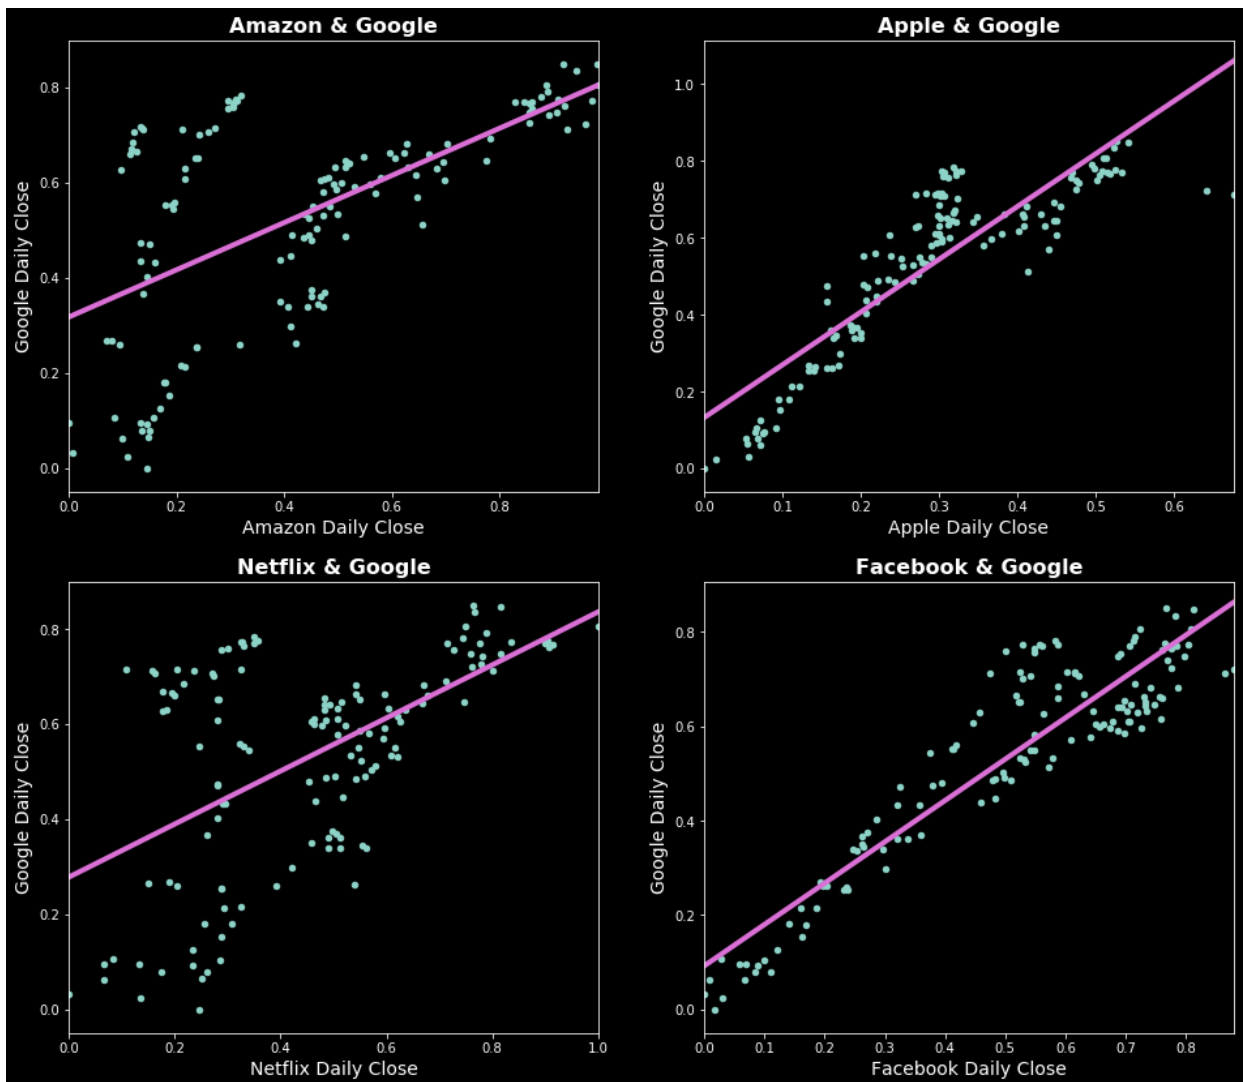 Amazon & Google
Google Daily Close
0.8
0.6
0.4
0.2
0.0
0.0 0.2 0.4 0.6 0.8
Amazon Daily Close
Apple & Google
Google Daily Close
1.0
0.8
0.6
0.4
0.2
0.0
0.0 0.1 0.2 0.3 0.4 0.5 0.6
Apple Daily Close
Netflix & Google
Google Daily Close
0.8
0.6
0.4
0.2
0.0
0.0 0.2 0.4 0.6 0.8 1.0
Netflix Daily Close
Facebook & Google
Google Daily Close
0.8
0.6
0.4
0.2
0.0
0.0 0.1 0.2 0.3 0.4 0.5 0.6 0.7 0.8
Facebook Daily Close